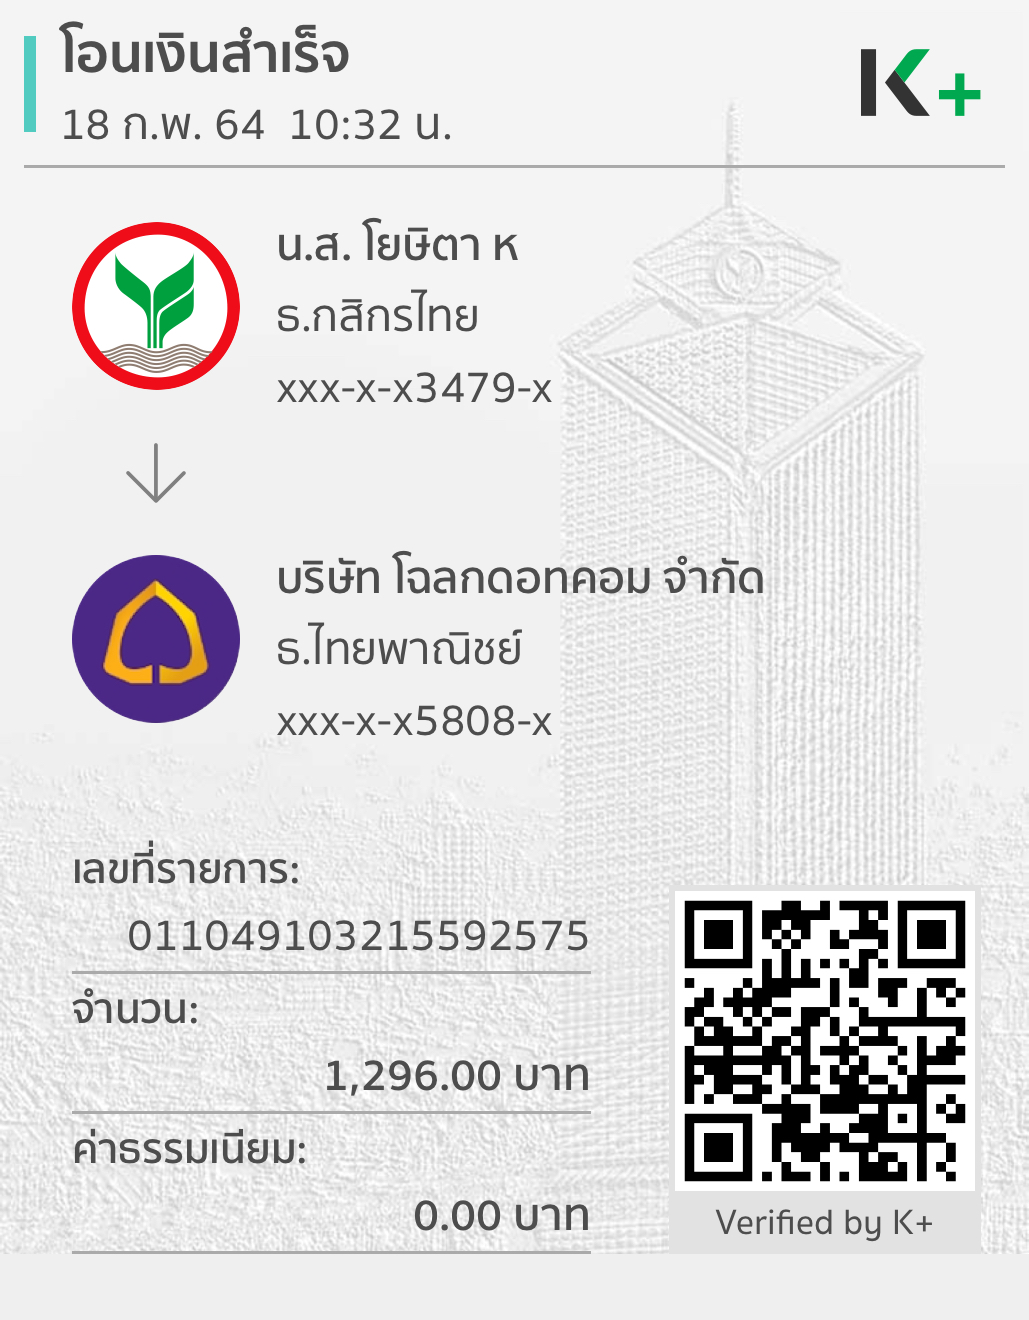 โอนเงินสำเร็จ
18 ก.พ. 64 10:32 น.
K+
น.ส. โยษิตา ห
ธ.กสิกรไทย
xxx-x-x3479-x
บริษัท โฉลกดอทคอม จำกัด
ธ.ไทยพาณิชย์
xxx-x-x5808-x
เลขที่รายการ:
011049103215592575
จำนวน:
1,296.00 บาท
ค่าธรรมเนียม:
0.00 บาท
Verified by K+